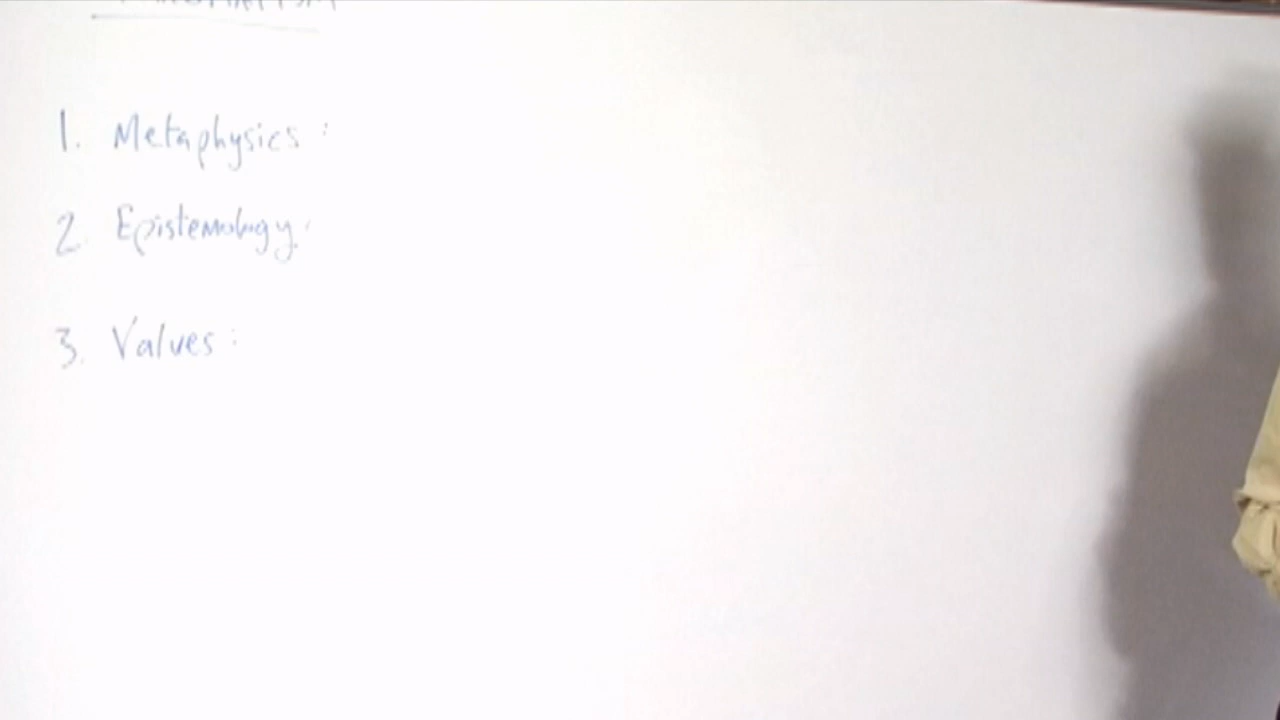 1. Metaphysics :
2. Epistemology:
3. Values :